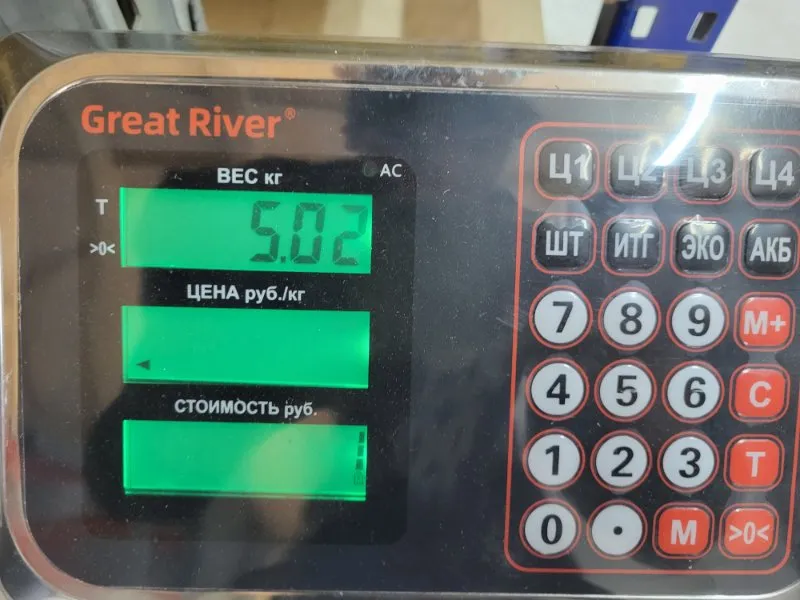 Great River®
ВЕС кг
AC
T
5.02
>0<
ЦЕНА руб./кг
СТОИМОСТЬ руб.
Ц1 Ц2 Ц3 Ц4
ШТ ИТГ ЭКО АКБ
7 8 9 M+
4 5 6 C
1 2 3 T
0 . M >0<